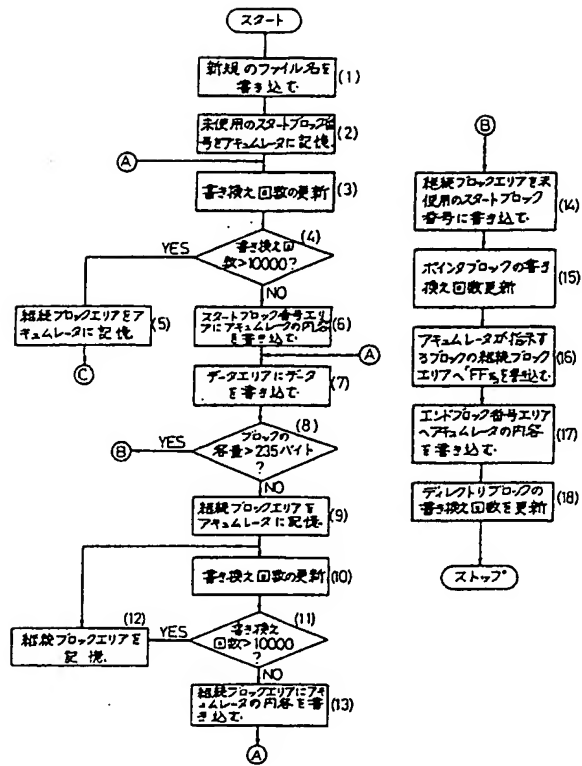 スタート
新規のファイル名を
書き込む
(1)
未使用のスタートブロック番
号をアキュムレータに記憶.
(2)
A
書き換え回数の更新
(3)
(4)
書き換え回
数>10000?
YES
NO
継続ブロックエリアをア
キュムレータに記憶
(5)
C
スタートブロック番号エリ
アにアキュムレタの内容
を書き込む
(6)
A
データエリアにデータ
を書き込む
(7)
(8)
ブロックの
容量>235バイト
?
YES
B
NO
継続ブロックエリアを
アキュムレータに記憶.
(9)
書き換え回数の更新
(10)
(11)
書き換え
回数>10000
?
YES
NO
(12)
継続ブロックエリアを
記憶.
継続ブロックエリアにアキ
ュムレータの内容を書
き込む
(13)
A
B
継続ブロックエリアを未
使用のスタートブロック
番号に書き込む
(14)
ポインタブロックの書き
換え回数更新
(15)
アキュムレータが指示す
るブロックの継続ブロック
エリアへ"FF"を書き込む.
(16)
エンドブロック番号エリア
へアキュムレータの内容
を書き込む
(17)
ディレクトリブロックの
書き換え回数を更新
(18)
ストップ